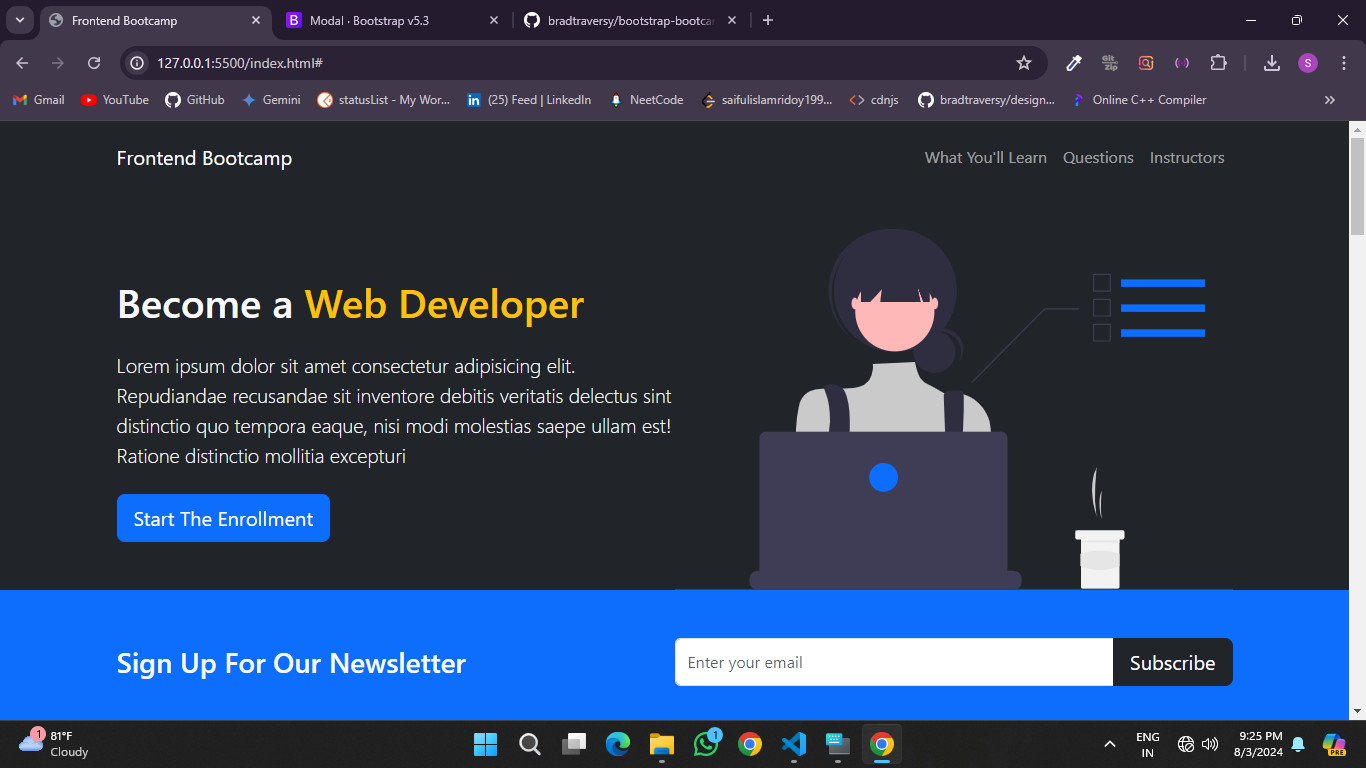 Frontend Bootcamp
Modal · Bootstrap v5.3
bradtraversy/bootstrap-bootca
127.0.0.1:5500/index.html#
S
Gmail
YouTube
GitHub
Gemini
statusList - My Wor...
(25) Feed | LinkedIn
NeetCode
saifulislamridoy199...
cdnjs
bradtraversy/design...
Online C++ Compiler
Frontend Bootcamp
What You'll Learn
Questions
Instructors
Become a Web Developer
Lorem ipsum dolor sit amet consectetur adipisicing elit.
Repudiandae recusandae sit inventore debitis veritatis delectus sint
distinctio quo tempora eaque, nisi modi molestias saepe ullam est!
Ratione distinctio mollitia excepturi
Start The Enrollment
Sign Up For Our Newsletter
Enter your email
Subscribe
1
81°F
Cloudy
1
ENG
IN
9:25 PM
8/3/2024
PRE